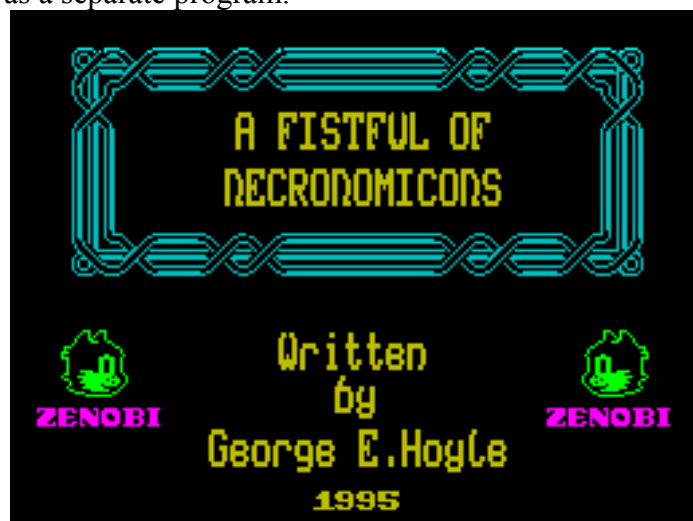 as a separate program.
A FISTFUL OF
NECRONOMICONS
Written
by
George E.Hoyle
ZENOBI
ZENOBI
1995